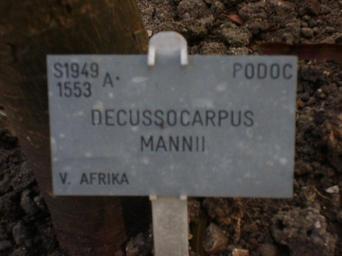 S1949 PODOC
1553 A·
DECUSSOCARPUS
MANNII
V. AFRIKA